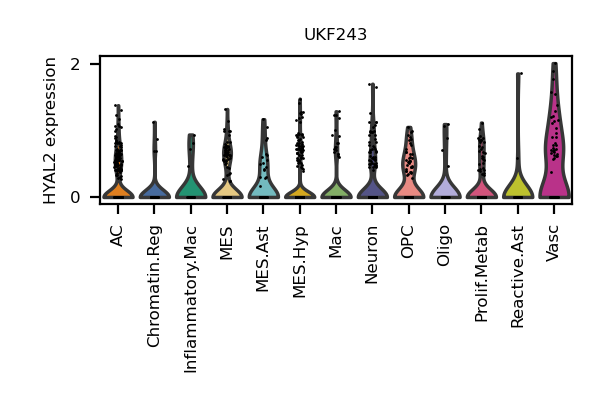 UKF243
HYAL2 expression
2
0
AC
Chromatin.Reg
Inflammatory.Mac
MES
MES.Ast
MES.Hyp
Mac
Neuron
OPC
Oligo
Prolif.Metab
Reactive.Ast
Vasc